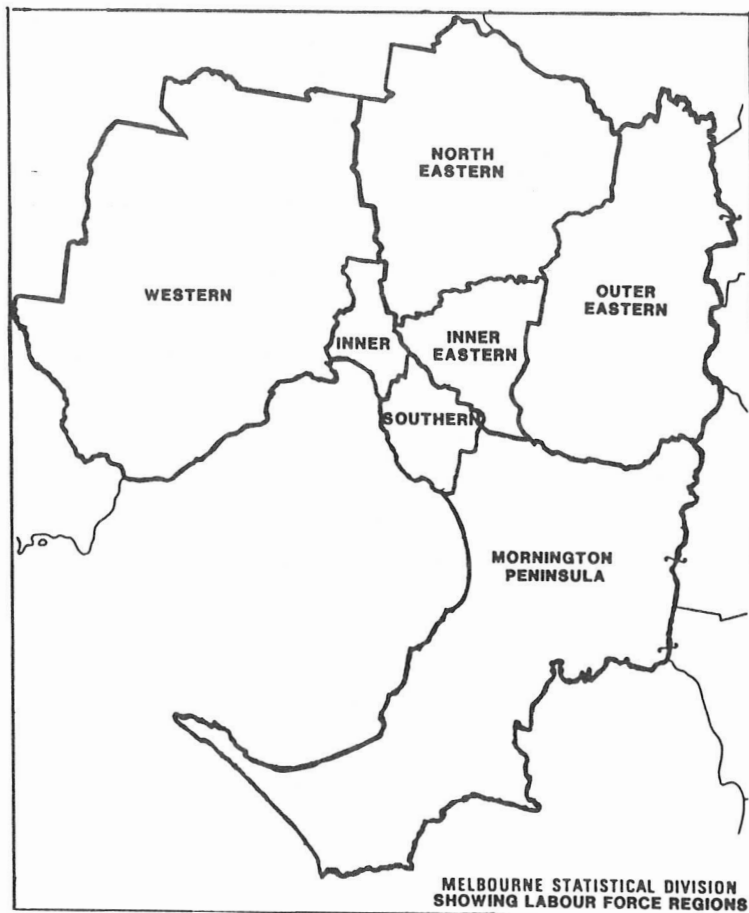 NORTH
EASTERN
WESTERN
OUTER
EASTERN
INNER
INNER
EASTERN
SOUTHERN
MORNINGTON
PENINSULA
MELBOURNE STATISTICAL DIVISION
SHOWING LABOUR FORCE REGIONS